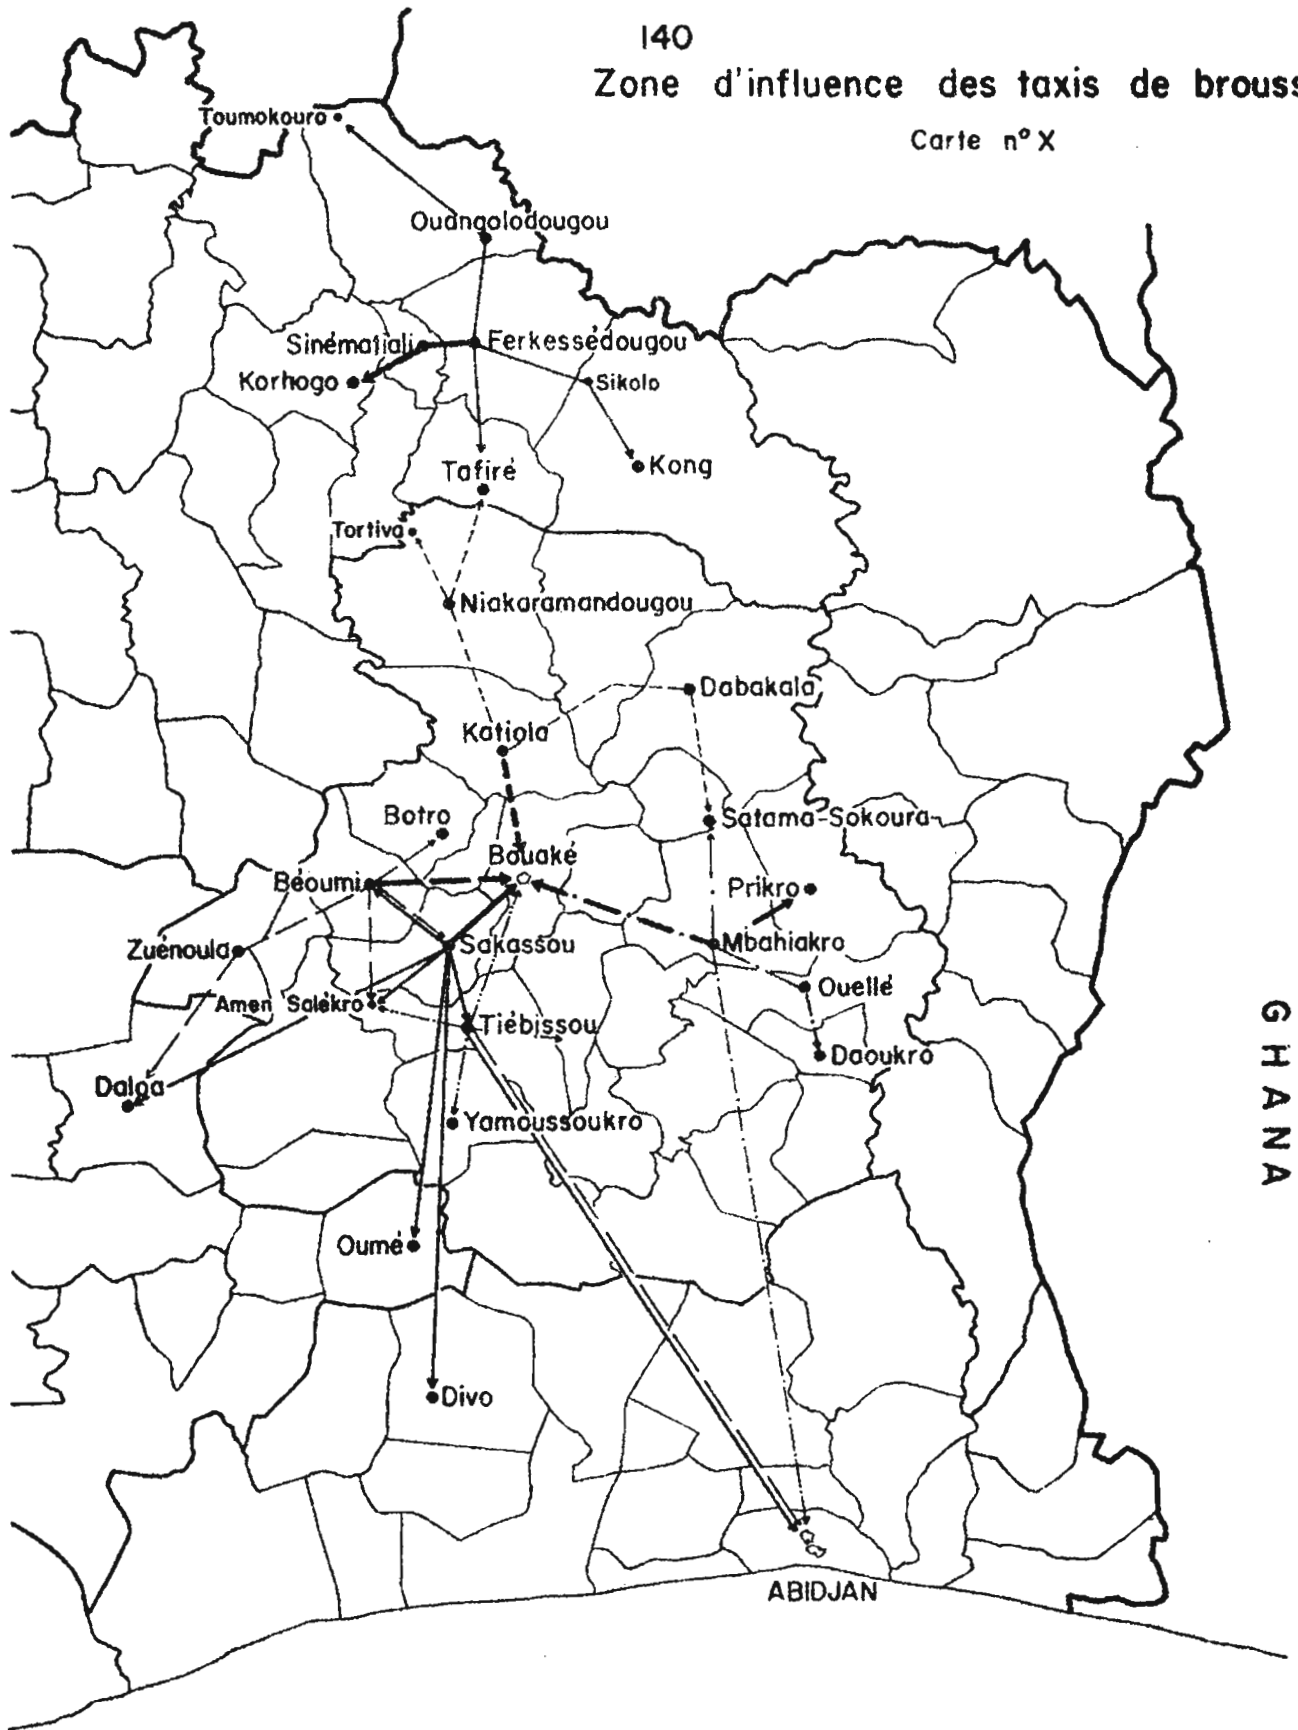 140
Zone d'influence des taxis de brouss
Carte n° X
Toumokouro
Ouangolodougou
Sinématiali
Ferkessédougou
Korhogo
Sikolo
Kong
Tafiré
Tortiya
Niakaramandougou
Dabakala
Katiola
Botro
Satama-Sokoura
Bouaké
Béoumi
Prikro
Zuénoula
Sakassou
Mbahiakro
Ouellé
Amen Salékro
Tiébissou
Daoukro
Daloa
Yamoussoukro
GHANA
Oumé
Divo
ABIDJAN